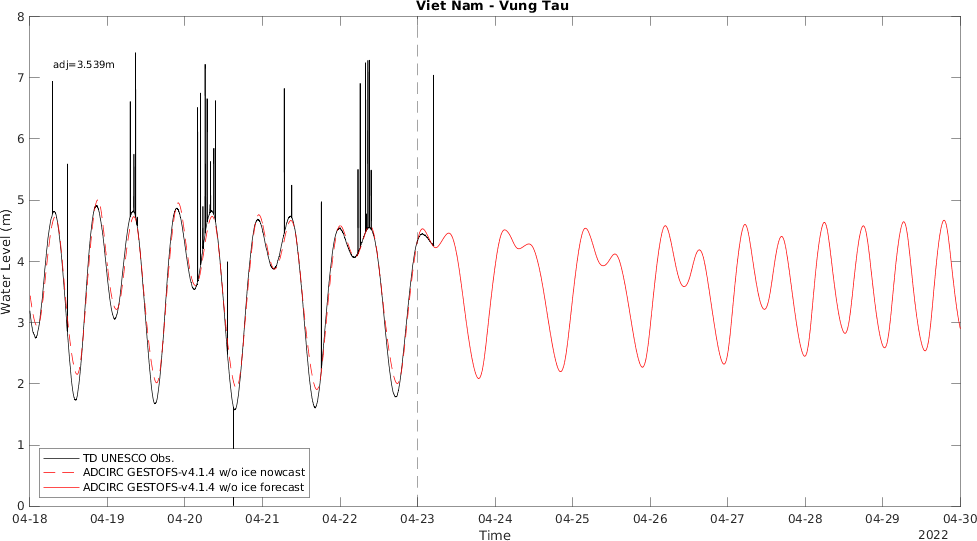 Viet Nam - Vung Tau
8
7
6
5
4
3
2
1
0
Water Level (m)
adj=3.539m
TD UNESCO Obs.
ADCIRC GESTOFS-v4.1.4 w/o ice nowcast
ADCIRC GESTOFS-v4.1.4 w/o ice forecast
04-18 04-19 04-20 04-21 04-22 04-23 04-24 04-25 04-26 04-27 04-28 04-29 04-30
Time
2022